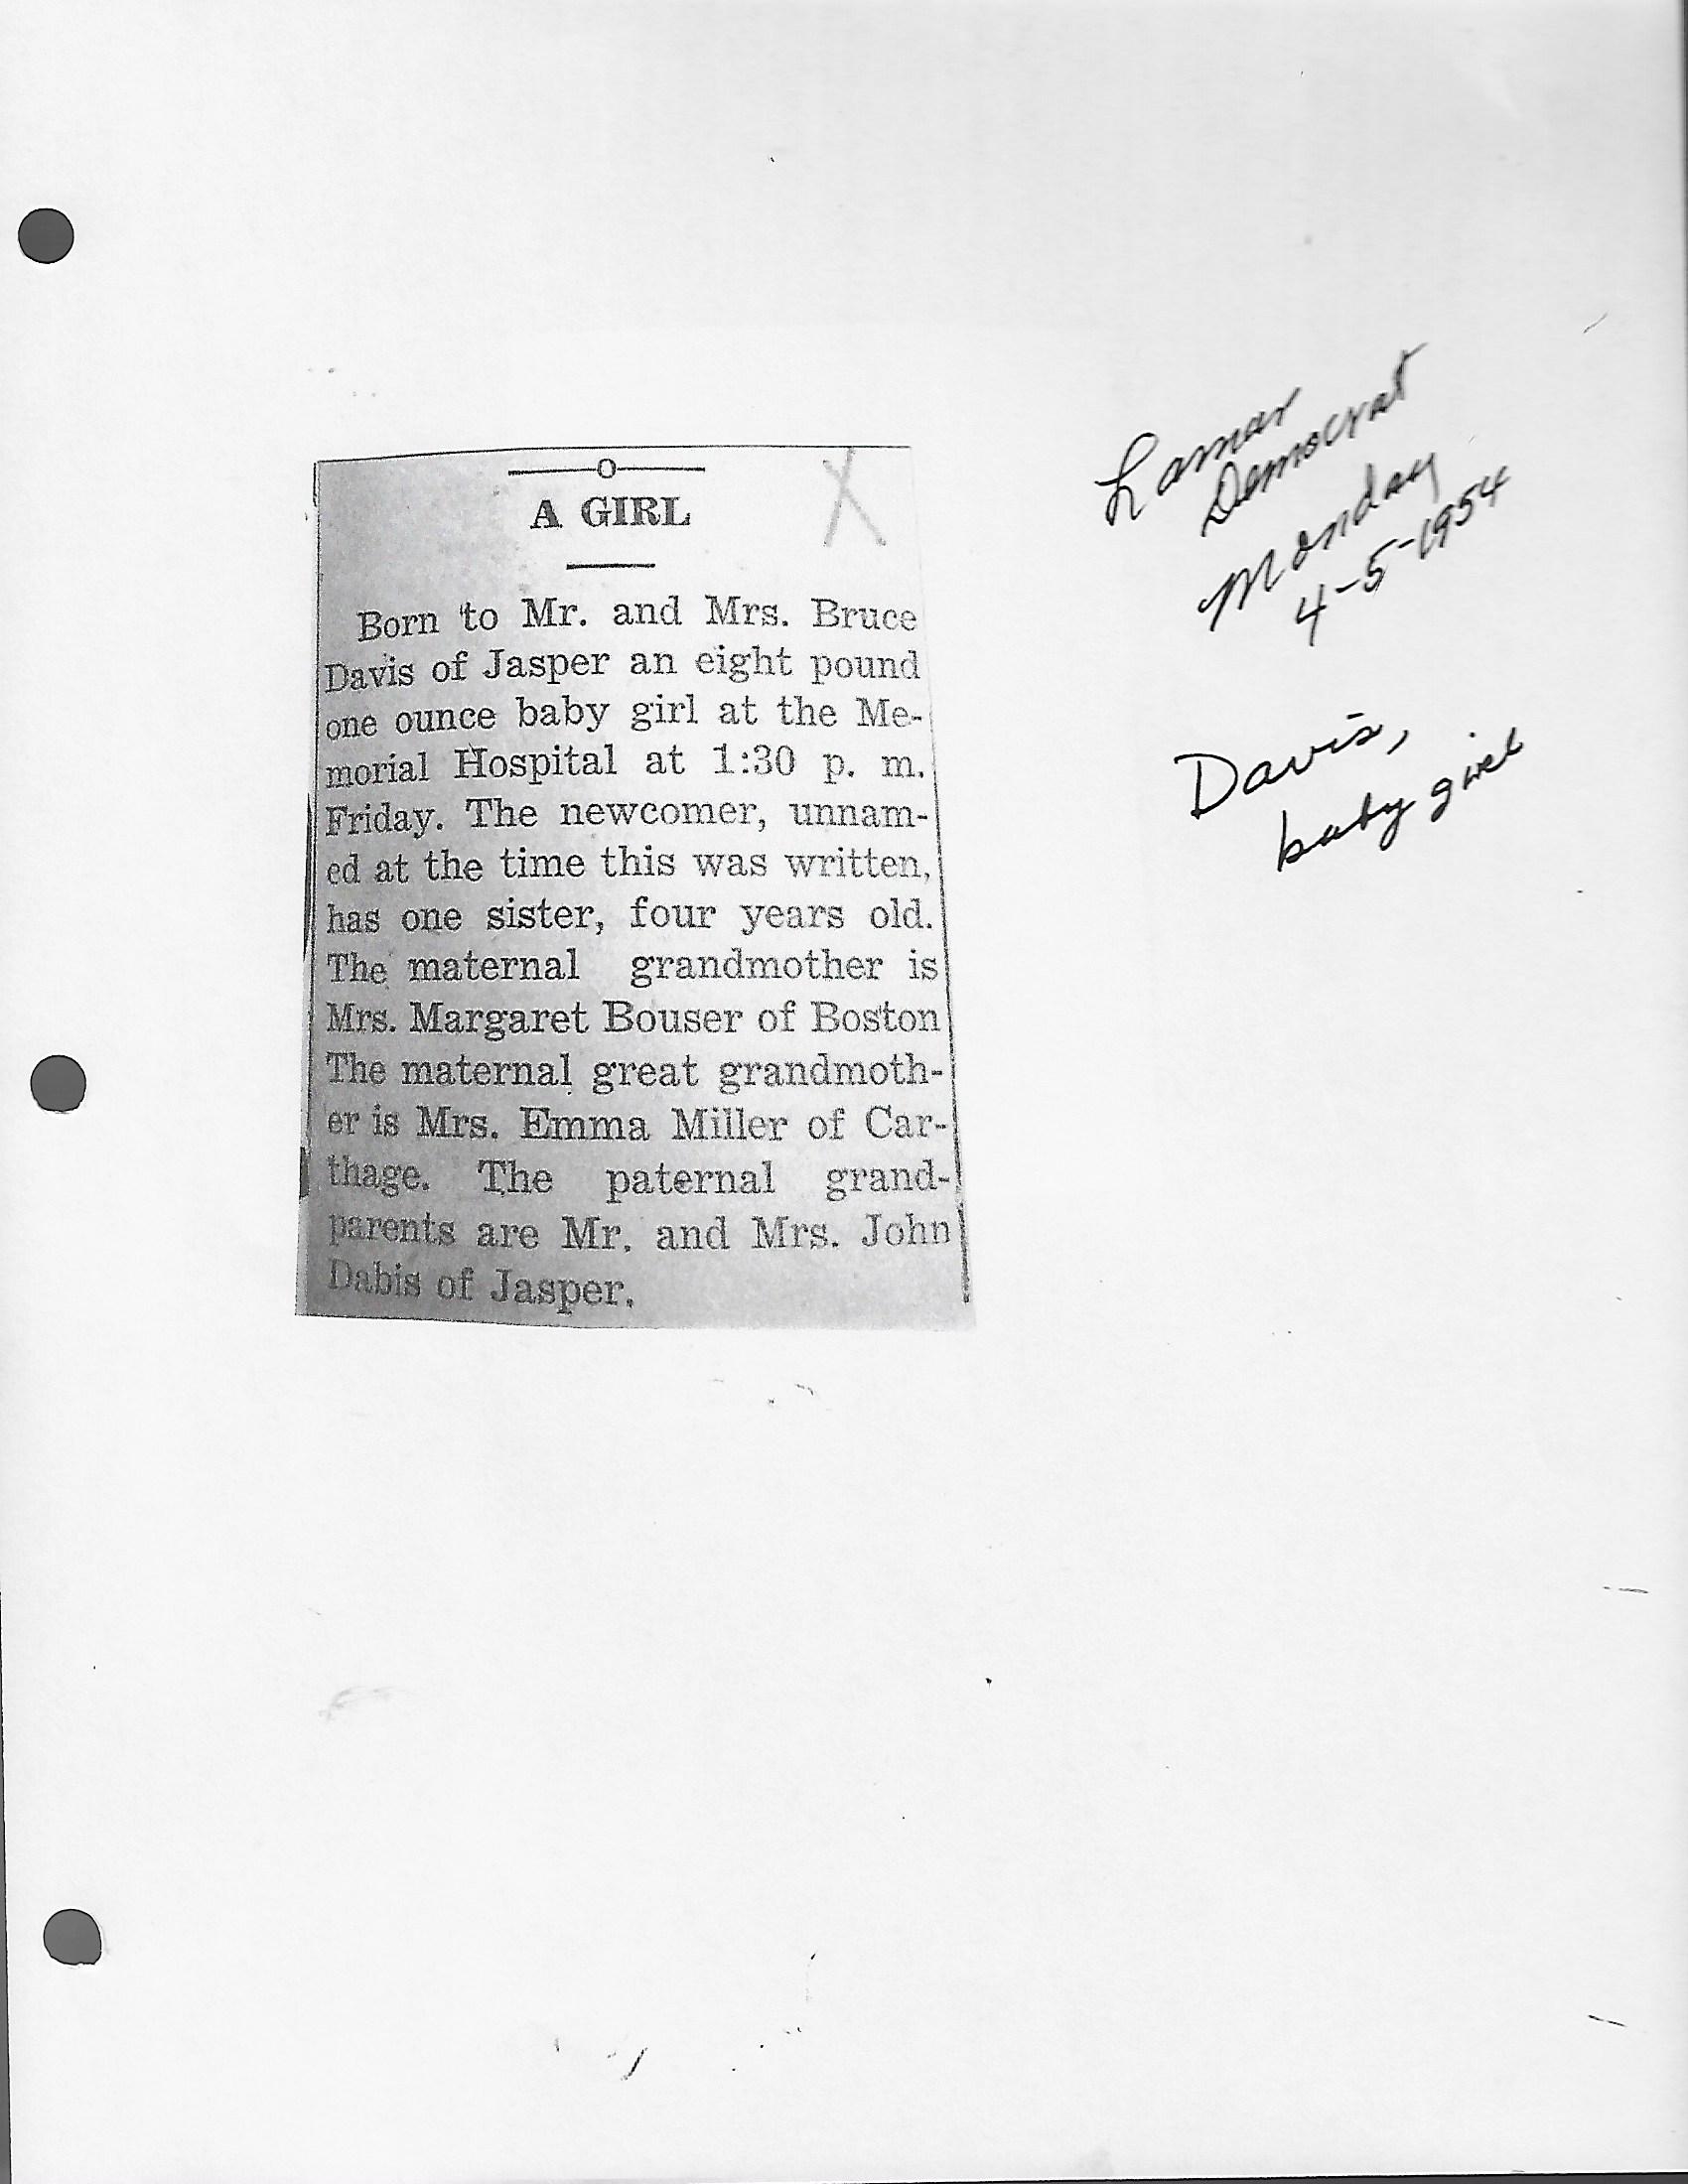 A GIRL
Born to Mr. and Mrs. Bruce
Davis of Jasper an eight pound
one ounce baby girl at the Me-
morial Hospital at 1:30 p. m.
Friday. The newcomer, unnam-
ed at the time this was written,
has one sister, four years old.
The maternal grandmother is
Mrs. Margaret Bouser of Boston
The maternal great grandmoth-
er is Mrs. Emma Miller of Car-
thage. The paternal grand-
parents are Mr. and Mrs. John
Dabis of Jasper.
Lamar
Democrat
Monday
4-5-1954
Davis,
baby girl